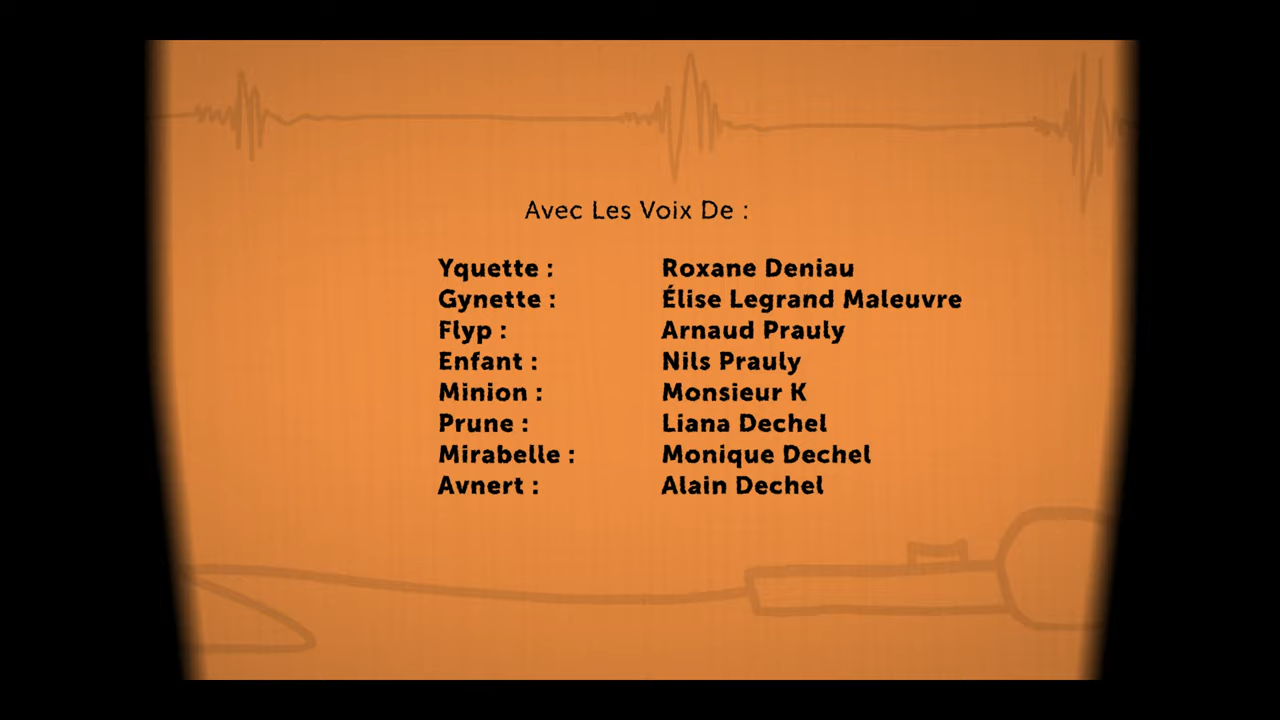 Avec Les Voix De :
Yquette : Roxane Deniau
Gynette : Élise Legrand Maleuvre
Flyp : Arnaud Prauly
Enfant : Nils Prauly
Minion : Monsieur K
Prune : Liana Dechel
Mirabelle : Monique Dechel
Avnert : Alain Dechel